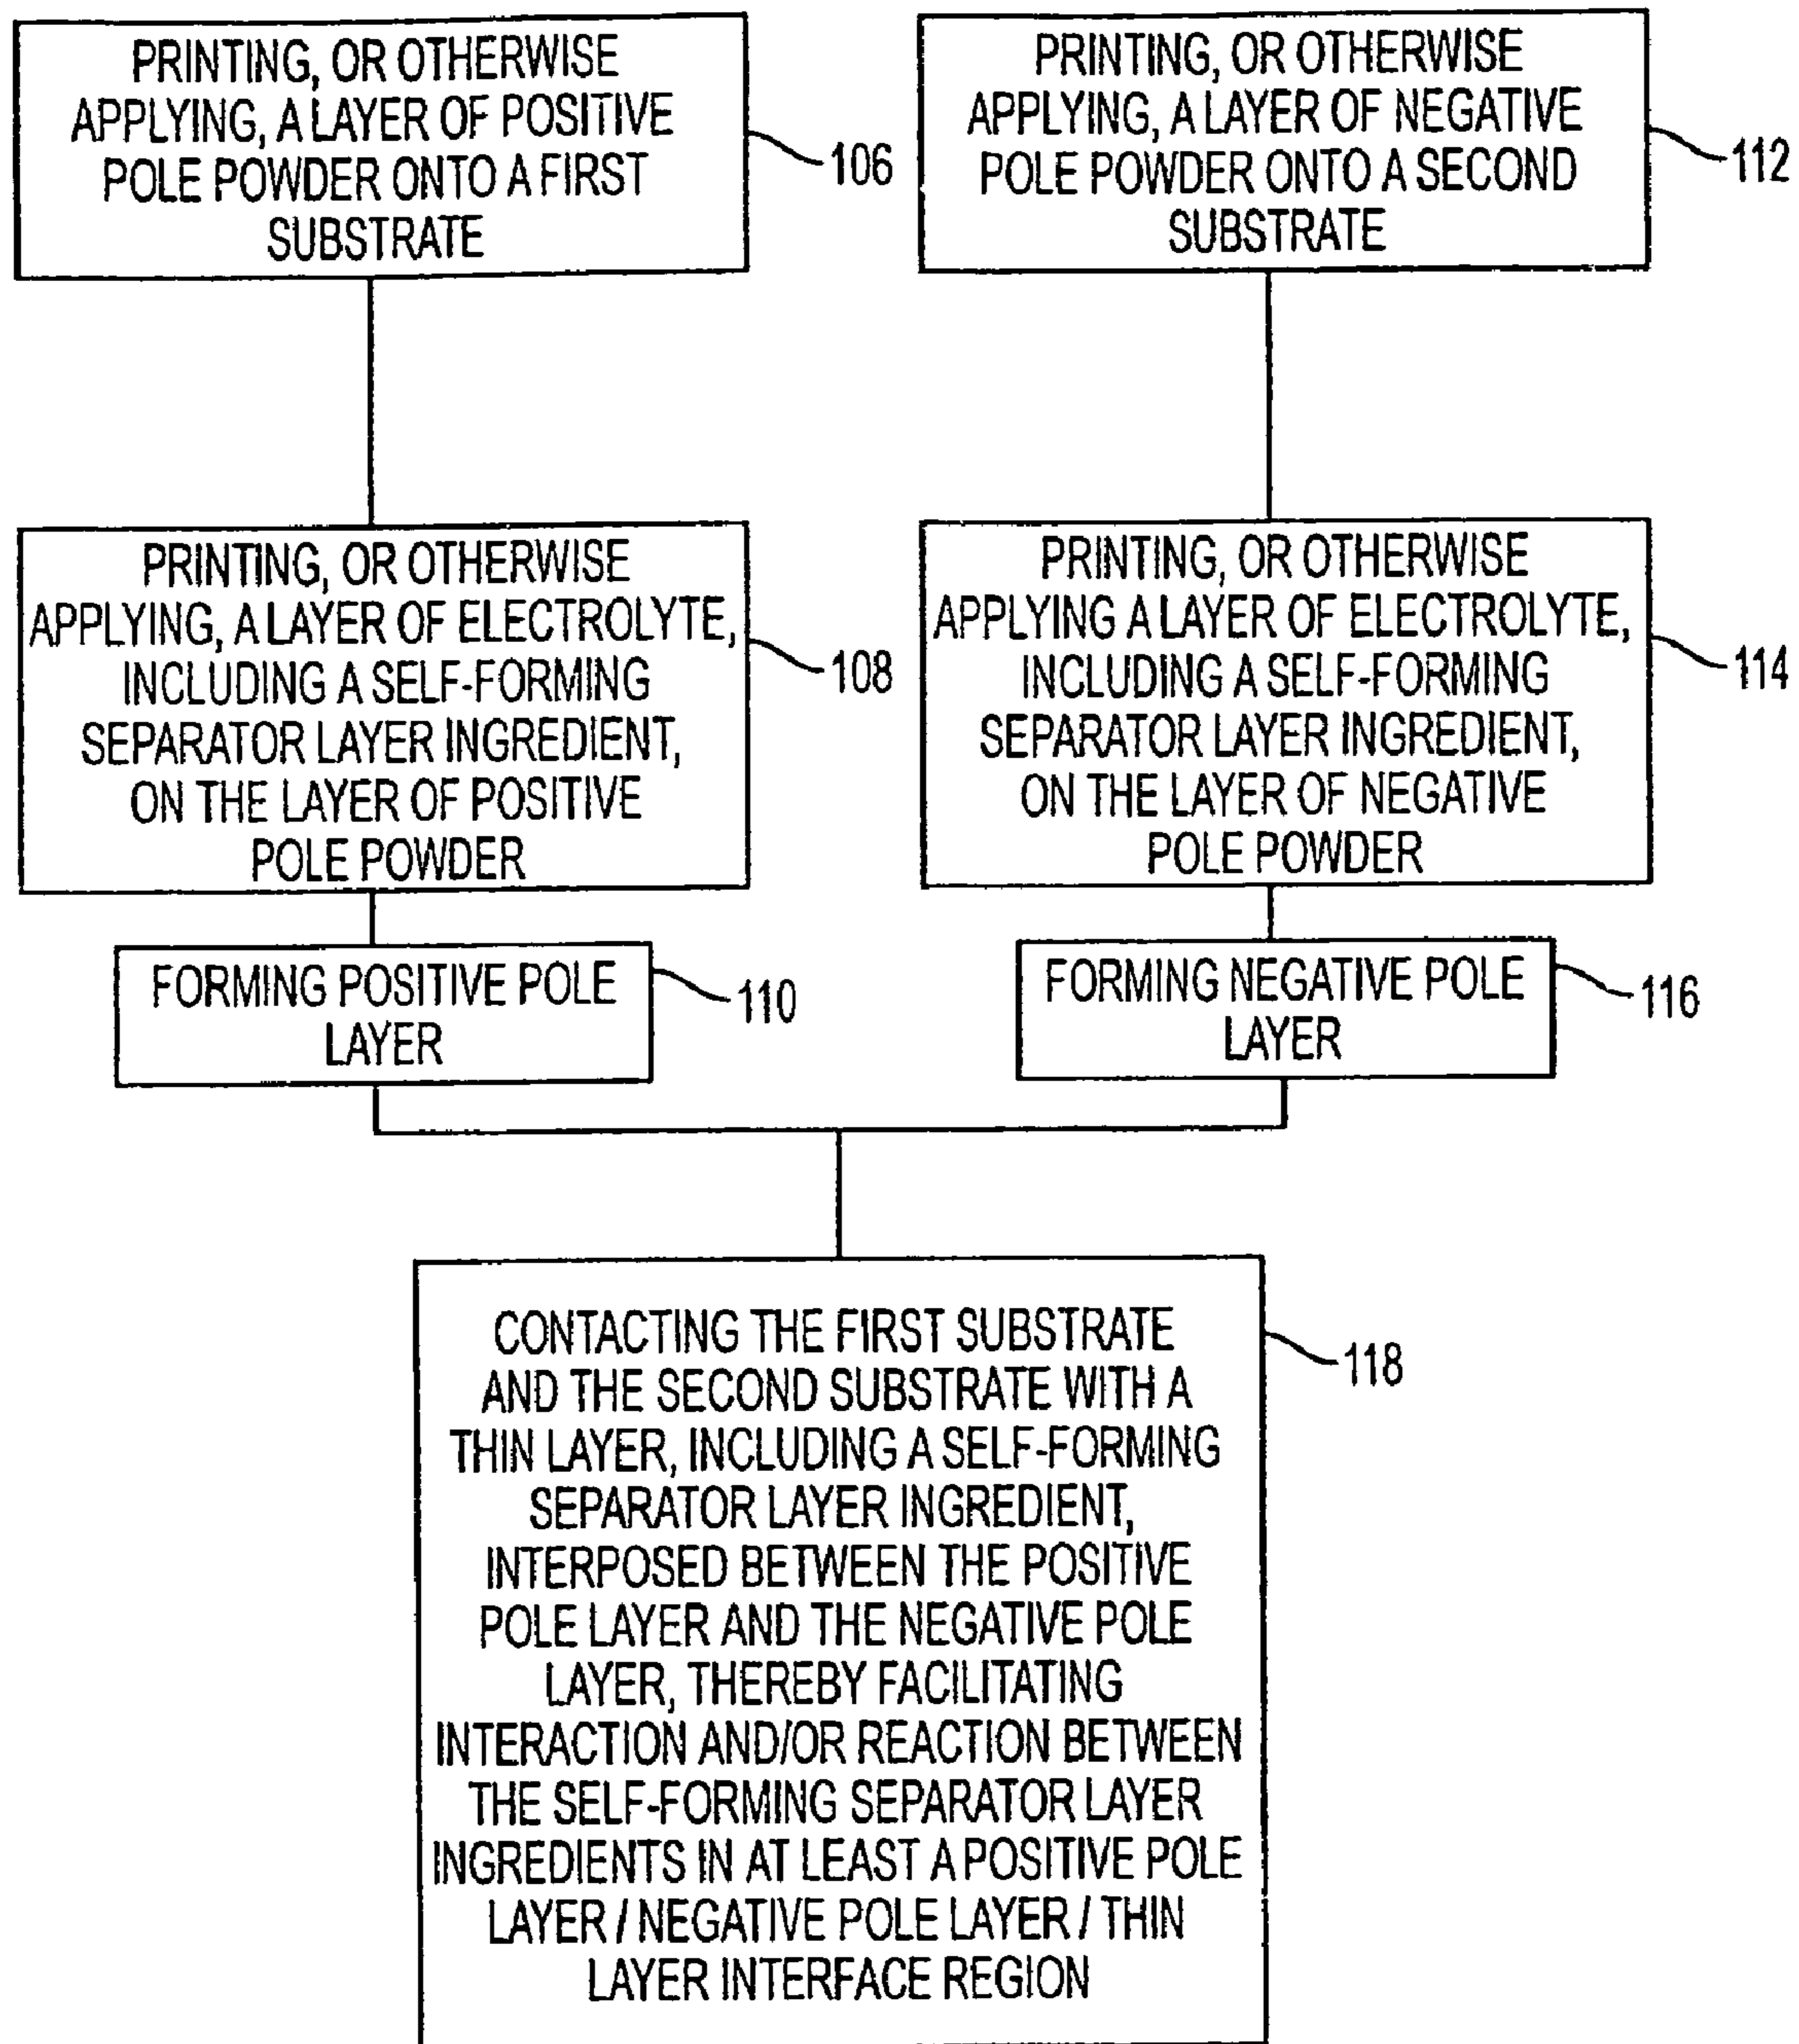 PRINTING, OR OTHERWISE
APPLYING, A LAYER OF POSITIVE
POLE POWDER ONTO A FIRST
SUBSTRATE
106
PRINTING, OR OTHERWISE
APPLYING, A LAYER OF NEGATIVE
POLE POWDER ONTO A SECOND
SUBSTRATE
112
PRINTING, OR OTHERWISE
APPLYING, A LAYER OF ELECTROLYTE,
INCLUDING A SELF-FORMING
SEPARATOR LAYER INGREDIENT,
ON THE LAYER OF POSITIVE
POLE POWDER
108
PRINTING, OR OTHERWISE
APPLYING A LAYER OF ELECTROLYTE,
INCLUDING A SELF-FORMING
SEPARATOR LAYER INGREDIENT,
ON THE LAYER OF NEGATIVE
POLE POWDER
114
FORMING POSITIVE POLE
LAYER
110
FORMING NEGATIVE POLE
LAYER
116
CONTACTING THE FIRST SUBSTRATE
AND THE SECOND SUBSTRATE WITH A
THIN LAYER, INCLUDING A SELF-FORMING
SEPARATOR LAYER INGREDIENT,
INTERPOSED BETWEEN THE POSITIVE
POLE LAYER AND THE NEGATIVE POLE
LAYER, THEREBY FACILITATING
INTERACTION AND/OR REACTION BETWEEN
THE SELF-FORMING SEPARATOR LAYER
INGREDIENTS IN AT LEAST A POSITIVE POLE
LAYER / NEGATIVE POLE LAYER / THIN
LAYER INTERFACE REGION
118